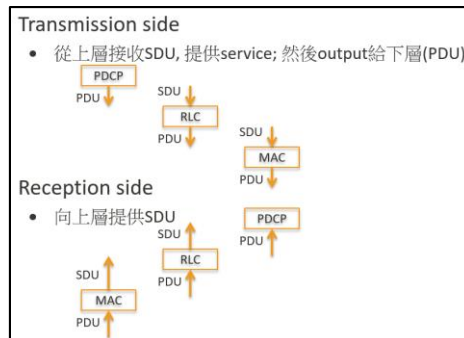 Transmission side
• 從上層接收SDU, 提供service; 然後output給下層(PDU)
PDCP
PDU
SDU
RLC
PDU
SDU
MAC
PDU
Reception side
• 向上層提供SDU
PDCP
PDU
SDU
RLC
PDU
SDU
MAC
PDU